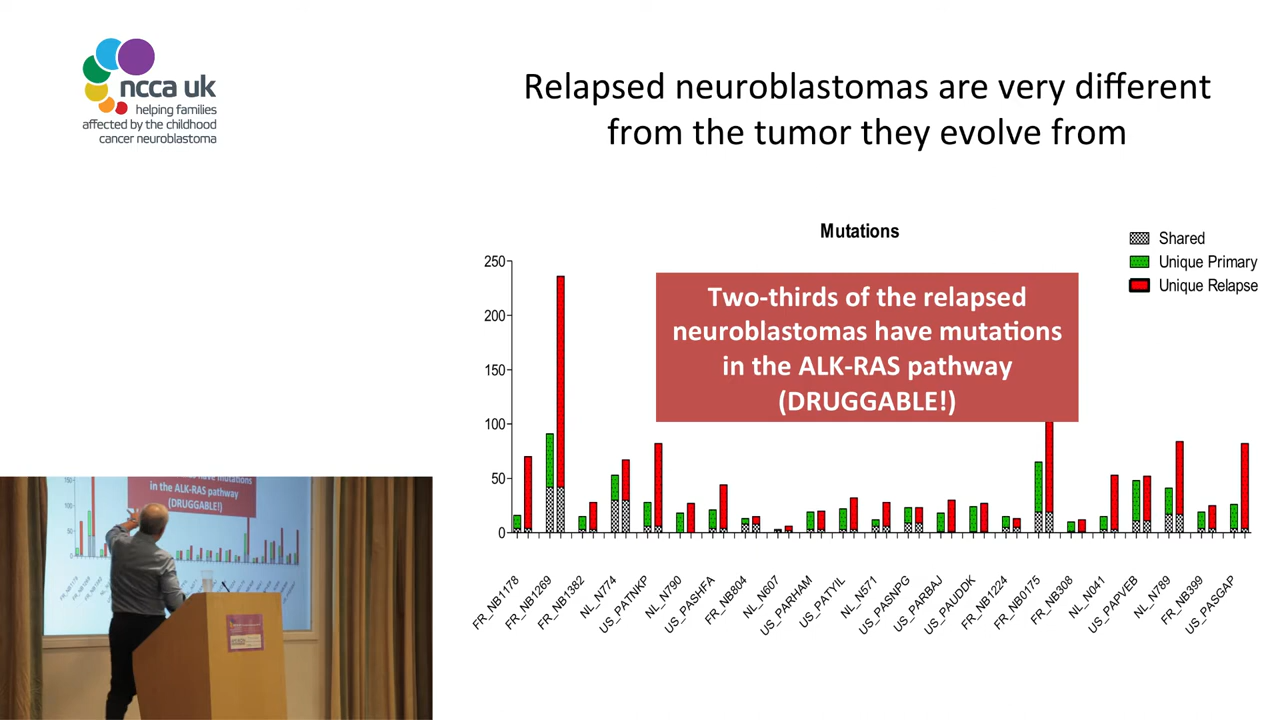 ncca uk
helping families
affected by the childhood
cancer neuroblastoma
Relapsed neuroblastomas are very different
from the tumor they evolve from
Mutations
Shared
Unique Primary
Unique Relapse
250
200
150
100
50
0
Two-thirds of the relapsed
neuroblastomas have mutations
in the ALK-RAS pathway
(DRUGGABLE!)
FR_NB1178
FR_NB1269
FR_NB1382
NL_N774
US_PATNKP
NL_N790
US_PASHFA
FR_NB804
NL_N607
US_PARHAM
US_PATYIL
NL_N571
US_PASNPG
US_PARBAJ
US_PAUDDK
FR_NB1224
FR_NB0175
FR_NB308
NL_N041
US_PAPVEB
NL_N789
FR_NB399
US_PASGAP
have mutations
in the ALK-RAS pathway
(DRUGGABLE!)